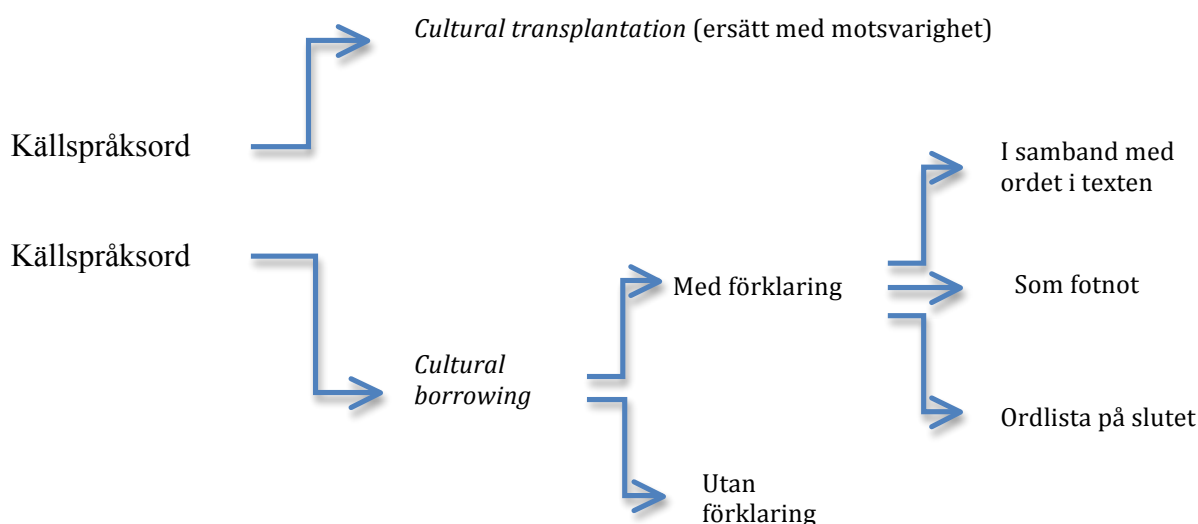 Cultural transplantation (ersätt med motsvarighet)
Källspråksord
I samband med
ordet i texten
Källspråksord
Med förklaring
Som fotnot
Cultural
borrowing
Ordlista på slutet
Utan
förklaring